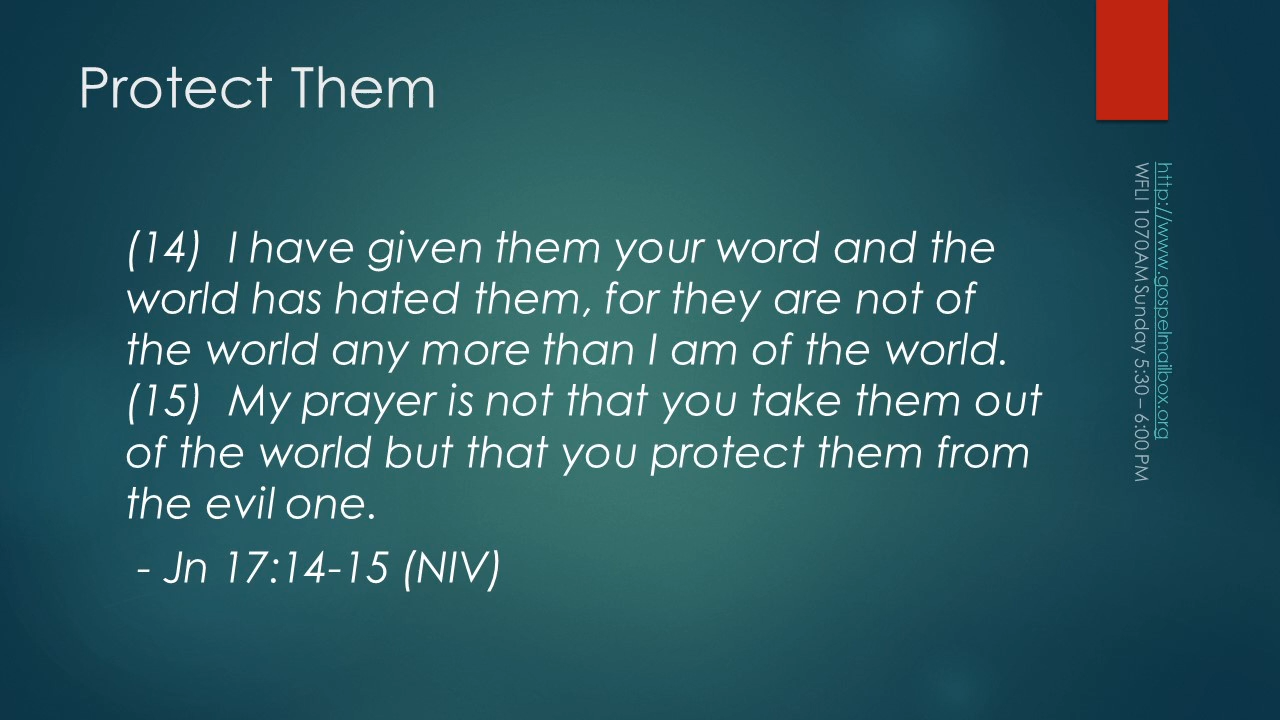 Protect Them
(14) I have given them your word and the
world has hated them, for they are not of
the world any more than I am of the world.
(15) My prayer is not that you take them out
of the world but that you protect them from
the evil one.
- Jn 17:14-15 (NIV)
http://www.gospelmailbox.org
WFLI 1070AM Sunday 5:30 – 6:00 PM